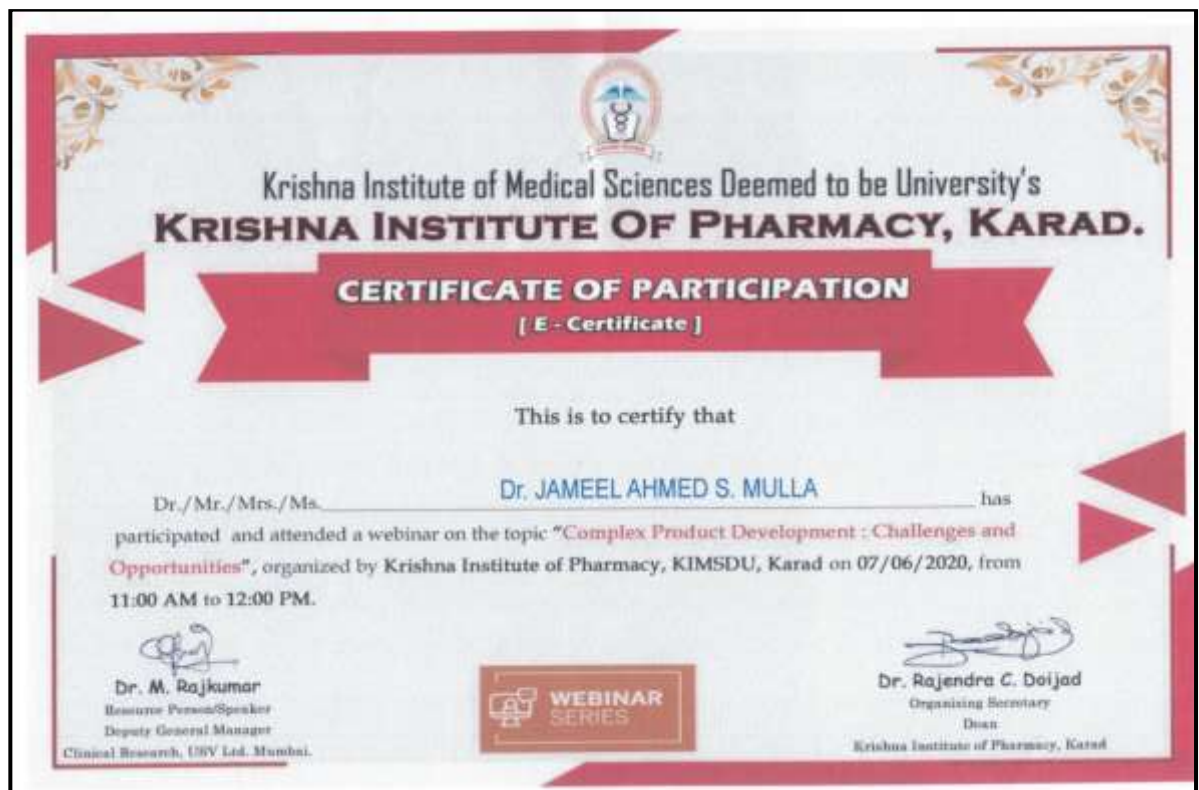 Krishna Institute of Medical Sciences Deemed to be University's
KRISHNA INSTITUTE OF PHARMACY, KARAD.
CERTIFICATE OF PARTICIPATION
[ E - Certificate ]
This is to certify that
Dr./Mr./Mrs./Ms. Dr. JAMEEL AHMED S. MULLA has
participated and attended a webinar on the topic "Complex Product Development : Challenges and
Opportunities", organized by Krishna Institute of Pharmacy, KIMSDU, Karad on 07/06/2020, from
11:00 AM to 12:00 PM.
Dr. M. Rajkumar
Resource Person/Speaker
Deputy General Manager
Clinical Research, USV Ltd. Mumbai.
WEBINAR
SERIES
Dr. Rajendra C. Doijad
Organising Secretary
Dean
Krishna Institute of Pharmacy, Karad